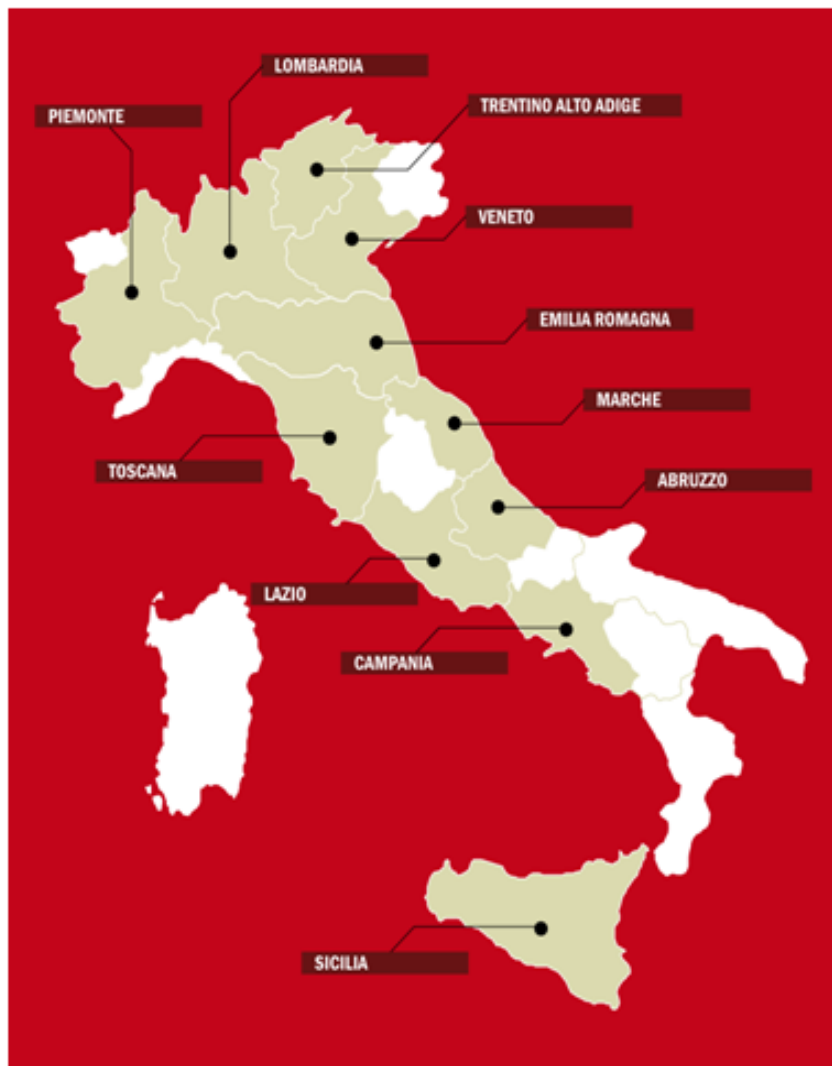 LOMBARDIA
TRENTINO ALTO ADIGE
PIEMONTE
VENETO
EMILIA ROMAGNA
MARCHE
TOSCANA
ABRUZZO
LAZIO
CAMPANIA
SICILIA